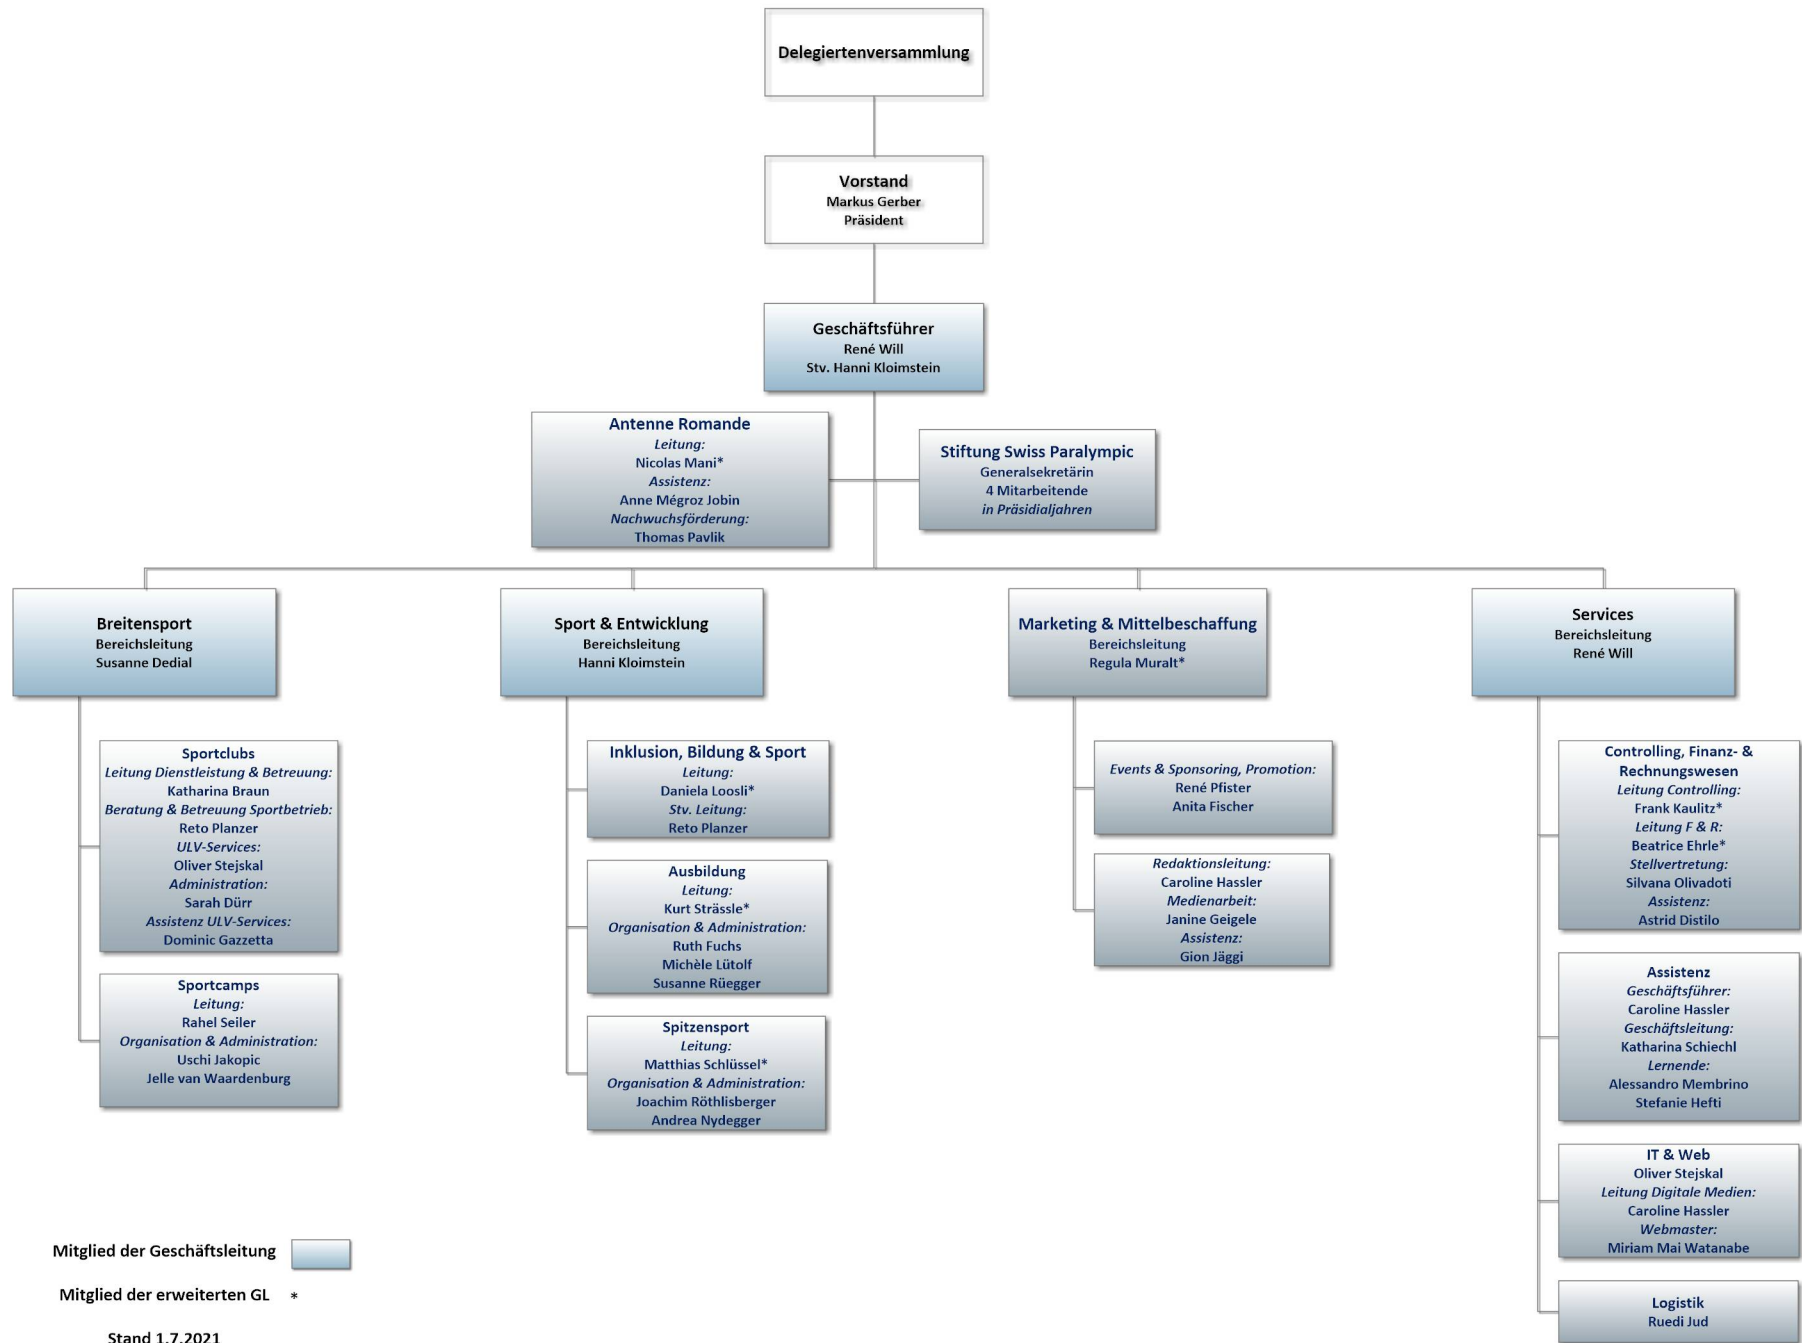 Delegiertenversammlung
Vorstand
Markus Gerber
Präsident
Geschäftsführer
René Will
Stv. Hanni Kloimstein
Antenne Romande
Leitung:
Nicolas Mani*
Assistenz:
Anne Mégroz Jobin
Nachwuchsförderung:
Thomas Pavlik
Stiftung Swiss Paralympic
Generalsekretärin
4 Mitarbeitende
in Präsidialjahren
Breitensport
Bereichsleitung
Susanne Dedial
Sportclubs
Leitung Dienstleistung & Betreuung:
Katharina Braun
Beratung & Betreuung Sportbetrieb:
Reto Planzer
ULV-Services:
Oliver Stejskal
Administration:
Sarah Dürr
Assistenz ULV-Services:
Dominic Gazzetta
Sportcamps
Leitung:
Rahel Seiler
Organisation & Administration:
Uschi Jakopic
Jelle van Waardenburg
Sport & Entwicklung
Bereichsleitung
Hanni Kloimstein
Inklusion, Bildung & Sport
Leitung:
Daniela Loosli*
Stv. Leitung:
Reto Planzer
Ausbildung
Leitung:
Kurt Strässle*
Organisation & Administration:
Ruth Fuchs
Michèle Lütolf
Susanne Rüegger
Spitzensport
Leitung:
Matthias Schlüssel*
Organisation & Administration:
Joachim Röthlisberger
Andrea Nydegger
Marketing & Mittelbeschaffung
Bereichsleitung
Regula Muralt*
Events & Sponsoring, Promotion:
René Pfister
Anita Fischer
Redaktionsleitung:
Caroline Hassler
Medienarbeit:
Janine Geigele
Assistenz:
Gion Jäggi
Services
Bereichsleitung
René Will
Controlling, Finanz- &
Rechnungswesen
Leitung Controlling:
Frank Kaulitz*
Leitung F & R:
Beatrice Ehrle*
Stellvertretung:
Silvana Olivadoti
Assistenz:
Astrid Distilo
Assistenz
Geschäftsführer:
Caroline Hassler
Geschäftsleitung:
Katharina Schiechl
Lernende:
Alessandro Membrino
Stefanie Hefti
IT & Web
Oliver Stejskal
Leitung Digitale Medien:
Caroline Hassler
Webmaster:
Miriam Mai Watanabe
Logistik
Ruedi Jud
Mitglied der Geschäftsleitung
Mitglied der erweiterten GL *
Stand 1.7.2021